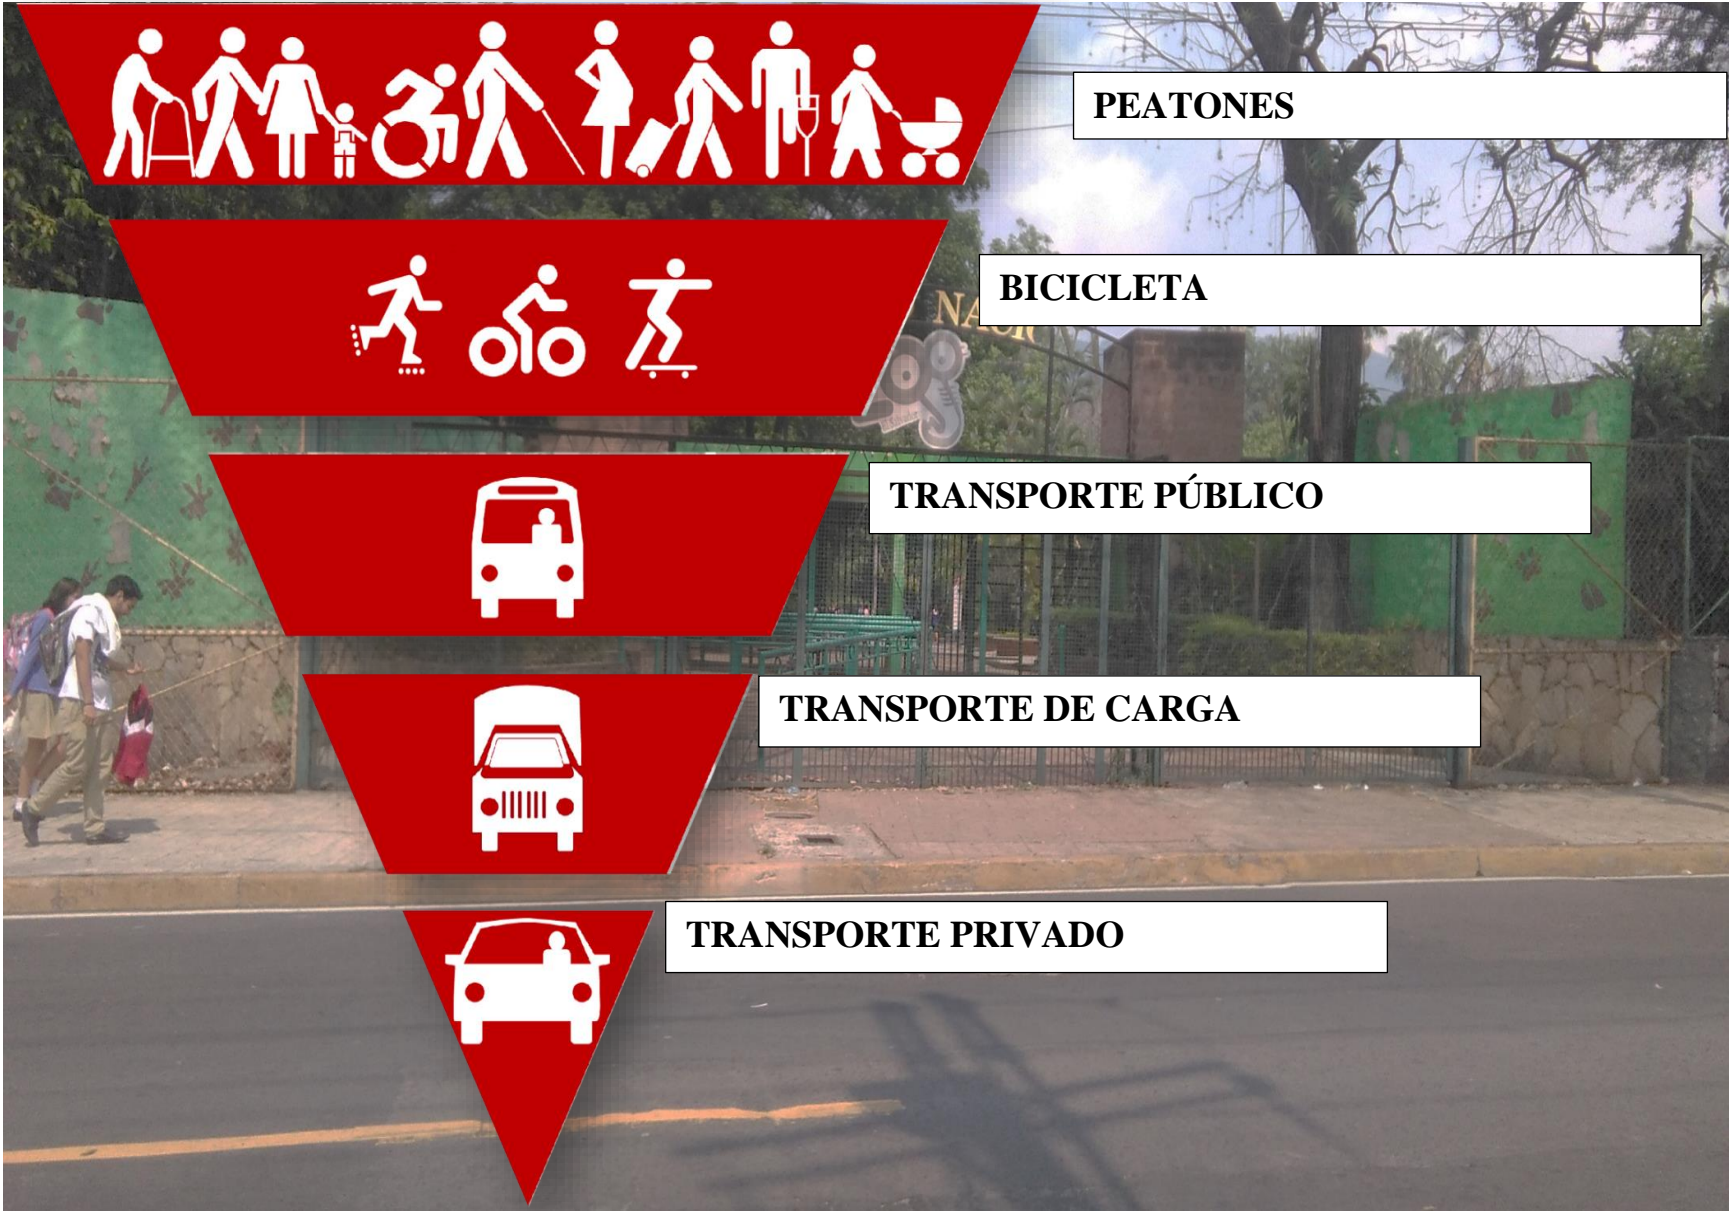 PEATONES
BICICLETA
TRANSPORTE PÚBLICO
TRANSPORTE DE CARGA
TRANSPORTE PRIVADO